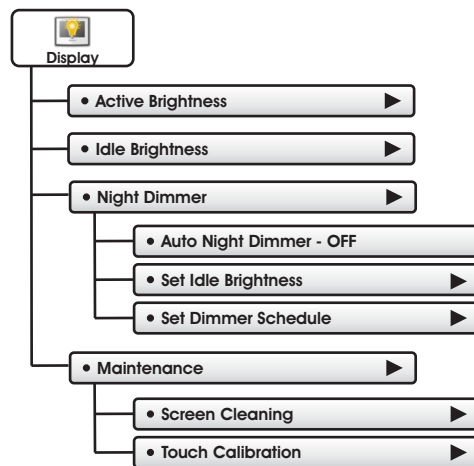 Display
• Active Brightness
• Idle Brightness
• Night Dimmer
• Auto Night Dimmer - OFF
• Set Idle Brightness
• Set Dimmer Schedule
• Maintenance
• Screen Cleaning
• Touch Calibration